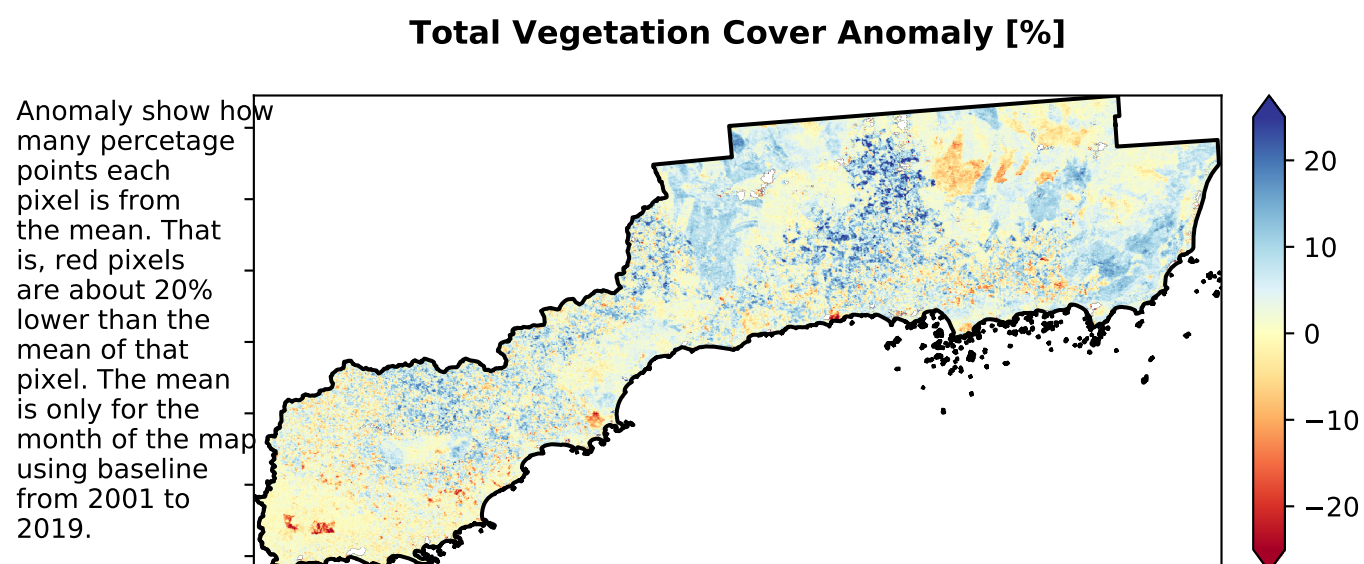 Total Vegetation Cover Anomaly [%]
Anomaly show how
many percetage
points each
pixel is from
the mean. That
is, red pixels
are about 20%
lower than the
mean of that
pixel. The mean
is only for the
month of the map
using baseline
from 2001 to
2019.
20
10
0
−10
−20